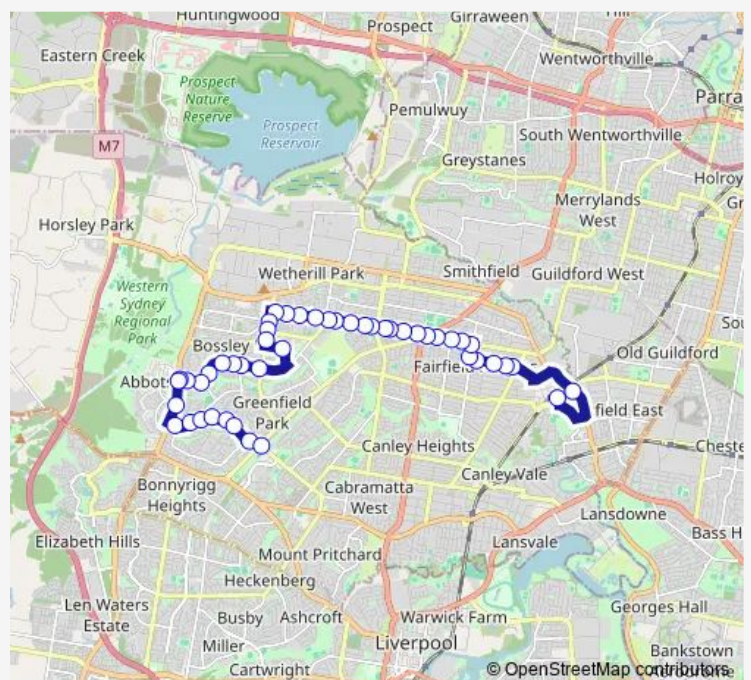 Huntingwood
Prospect
Girraween
Eastern Creek
Wentworthville
Prospect
Nature
Reserve
Pemulwuy
Parra
Prospect
Reservoir
South Wentworthville
M7
Greystanes
Holroy
Merrylands
West
Gr
Horsley Park
Wetherill Park
Smithfield
Guildford West
Western
Sydney
Regional
Park
Sou
Bossley
Old Guildford
Abbot
Fairfiel
Greenfield
Park
field East
Canley Heights
Cheste
Canley Vale
Bonnyrigg
Heights
Cabramatta
West
Lansdowne
Bass H
Elizabeth Hills
Lansvale
Mount Pritchard
Heckenberg
Len Waters
Estate
Busby
Ashcroft
Warwick Farm
Georges Hall
Miller
Liverpool
Bankstown
Cartwright
© OpenStreetMap contributors